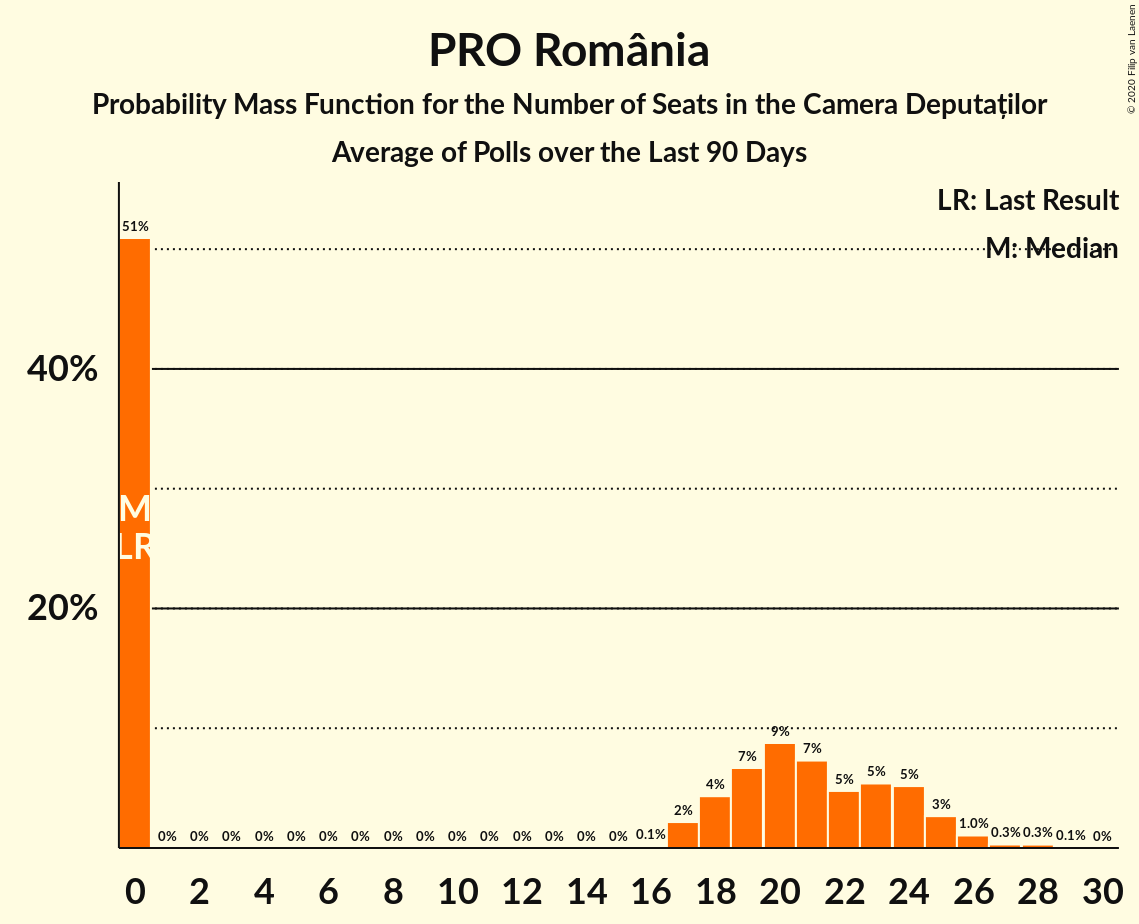 © 2020 Filip van Laenen
PRO România
Probability Mass Function for the Number of Seats in the Camera Deputaților
Average of Polls over the Last 90 Days
LR: Last Result
M: Median
51%
40%
20%
M
LR
0% 0% 0% 0% 0% 0% 0% 0% 0% 0% 0% 0% 0% 0% 0% 0.1% 2% 4% 7% 9% 7% 5% 5% 5% 3% 1.0% 0.3% 0.3% 0.1% 0%
0 2 4 6 8 10 12 14 16 18 20 22 24 26 28 30